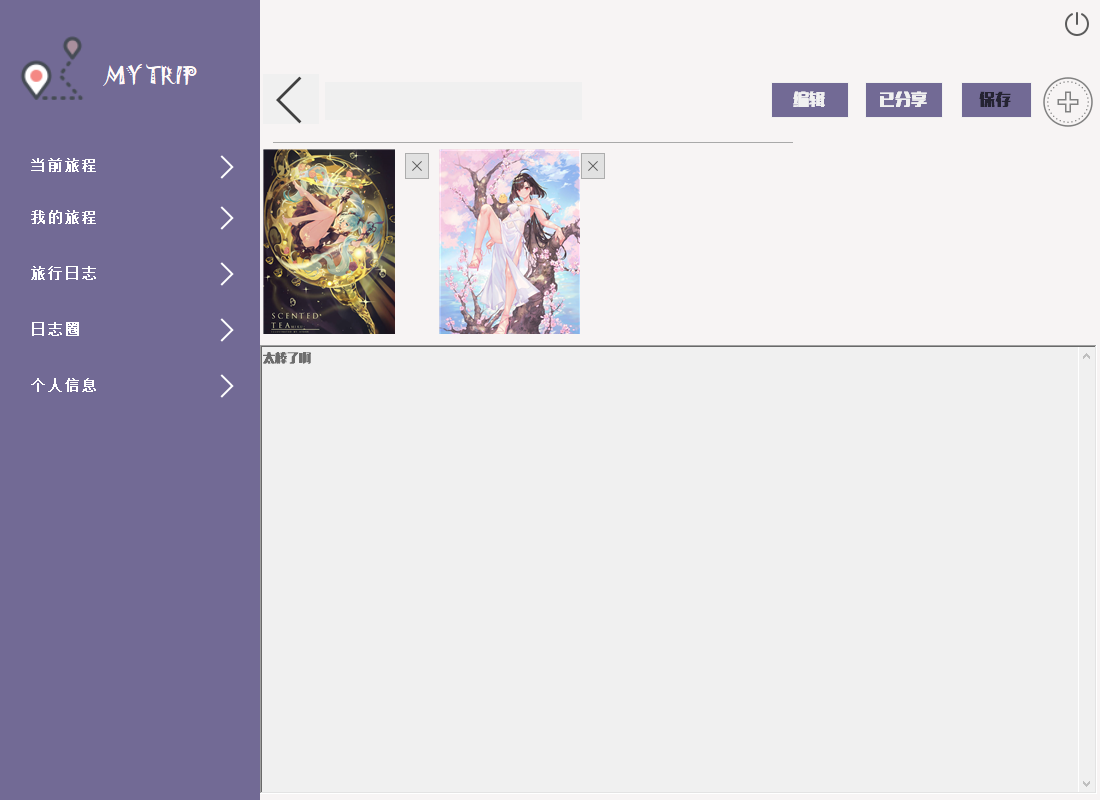 MY TRIP
编辑
已分享
保存
当前旅程
我的旅程
旅行日志
日志圈
个人信息
SCENTED
TEA
太棒了啊